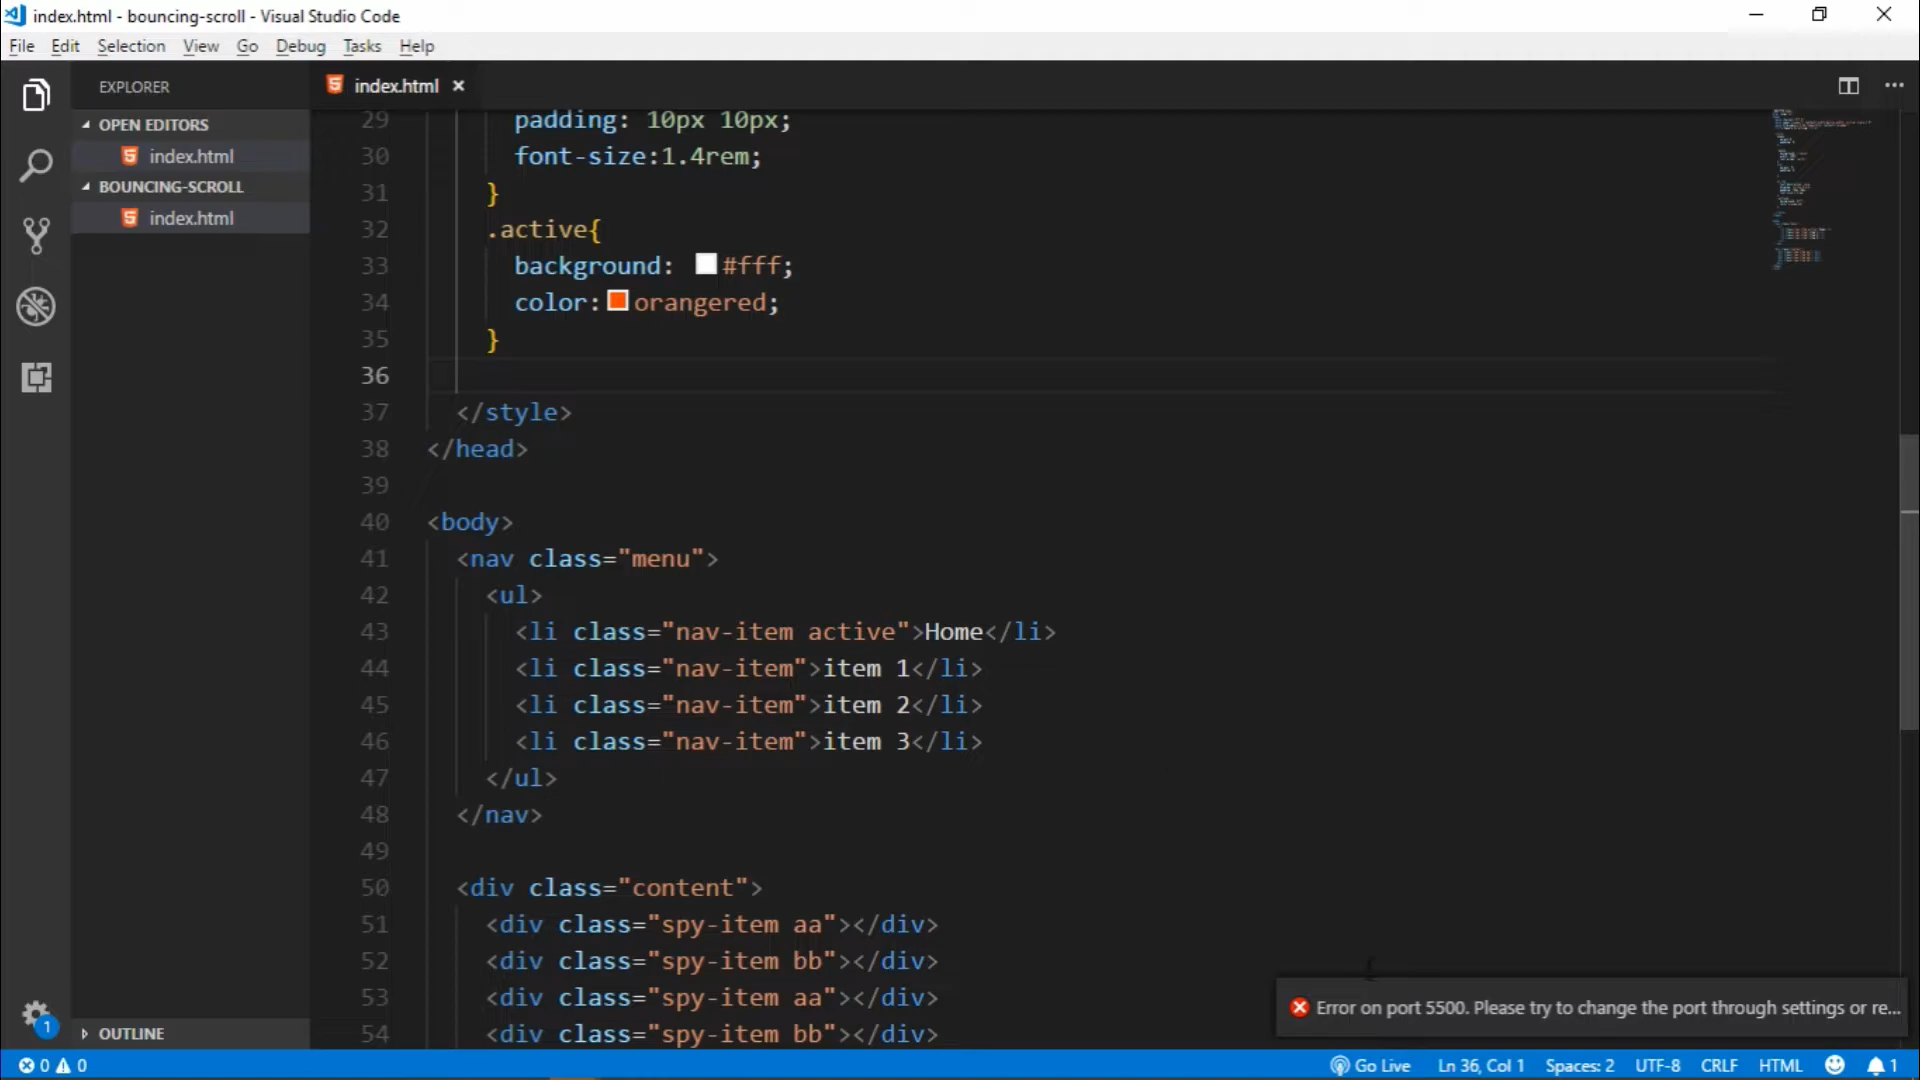 index.html - bouncing-scroll - Visual Studio Code
File Edit Selection View Go Debug Tasks Help
EXPLORER
index.html
OPEN EDITORS
index.html
BOUNCING-SCROLL
index.html
29 padding: 10px 10px;
30 font-size:1.4rem;
31 }
32 .active{
33 background: #fff;
34 color: orangered;
35 }
36
37 </style>
38 </head>
39
40 <body>
41 <nav class="menu">
42 <ul>
43 <li class="nav-item active">Home</li>
44 <li class="nav-item">item 1</li>
45 <li class="nav-item">item 2</li>
46 <li class="nav-item">item 3</li>
47 </ul>
48 </nav>
49
50 <div class="content">
51 <div class="spy-item aa"></div>
52 <div class="spy-item bb"></div>
53 <div class="spy-item aa"></div>
54 <div class="spy-item bb"></div>
Error on port 5500. Please try to change the port through settings or re...
1
OUTLINE
0 0
Go Live Ln 36, Col 1 Spaces: 2 UTF-8 CRLF HTML 1